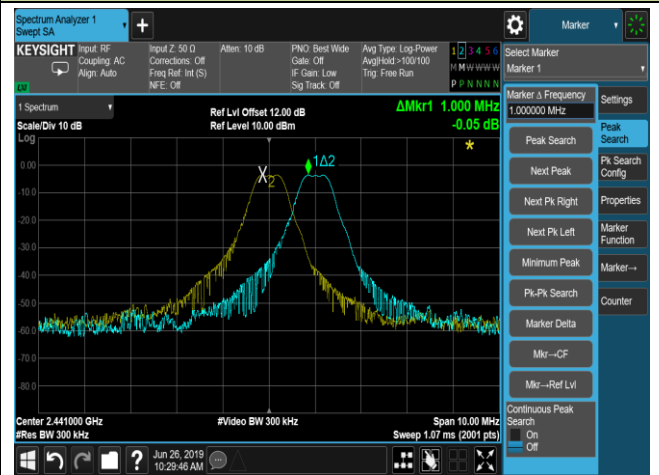 Spectrum Analyzer 1
Swept SA
Marker
KEYSIGHT
Input: RF
Coupling: AC
Align: Auto
Input Z: 50 Ω
Corrections: Off
Freq Ref: Int (S)
NFE: Off
Atten: 10 dB
PNO: Best Wide
Gate: Off
IF Gain: Low
Sig Track: Off
Avg Type: Log-Power
Avg|Hold:>100/100
Trig: Free Run
1 2 3 4 5 6
M M W W W W
P P N N N N
Select Marker
Marker 1
1 Spectrum
Scale/Div 10 dB
Log
Ref Lvl Offset 12.00 dB
Ref Level 10.00 dBm
ΔMkr1 1.000 MHz
-0.05 dB
0.00
-10.0
-20.0
-30.0
-40.0
-50.0
-60.0
-70.0
-80.0
X2
1Δ2
Center 2.441000 GHz
#Res BW 300 kHz
#Video BW 300 kHz
Span 10.00 MHz
Sweep 1.07 ms (2001 pts)
Marker Δ Frequency
1.000000 MHz
Peak Search
Next Peak
Next Pk Right
Next Pk Left
Minimum Peak
Pk-Pk Search
Marker Delta
Mkr→CF
Mkr→Ref Lvl
Continuous Peak
Search
On
Off
Settings
Peak
Search
Pk Search
Config
Properties
Marker
Function
Marker→
Counter
?
Jun 26, 2019
10:29:46 AM